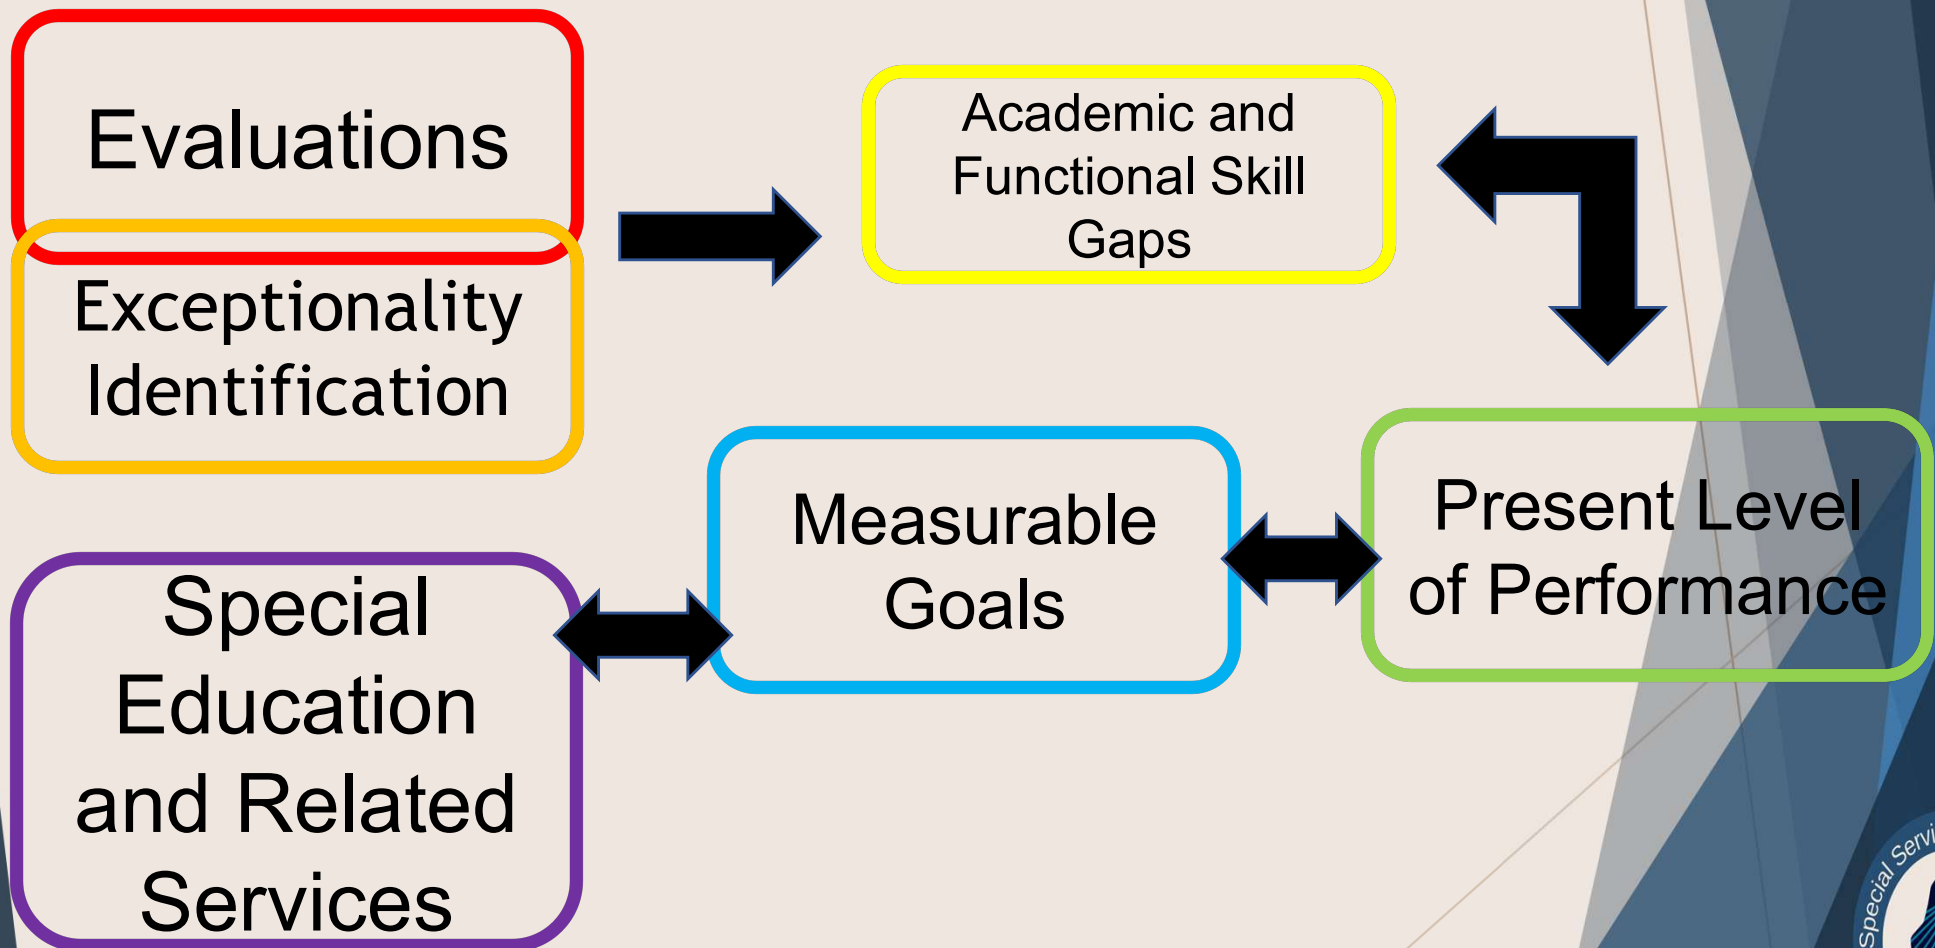 Evaluations
Exceptionality
Identification
Academic and
Functional Skill
Gaps
Present Level
of Performance
Measurable
Goals
Special
Education
and Related
Services
Special